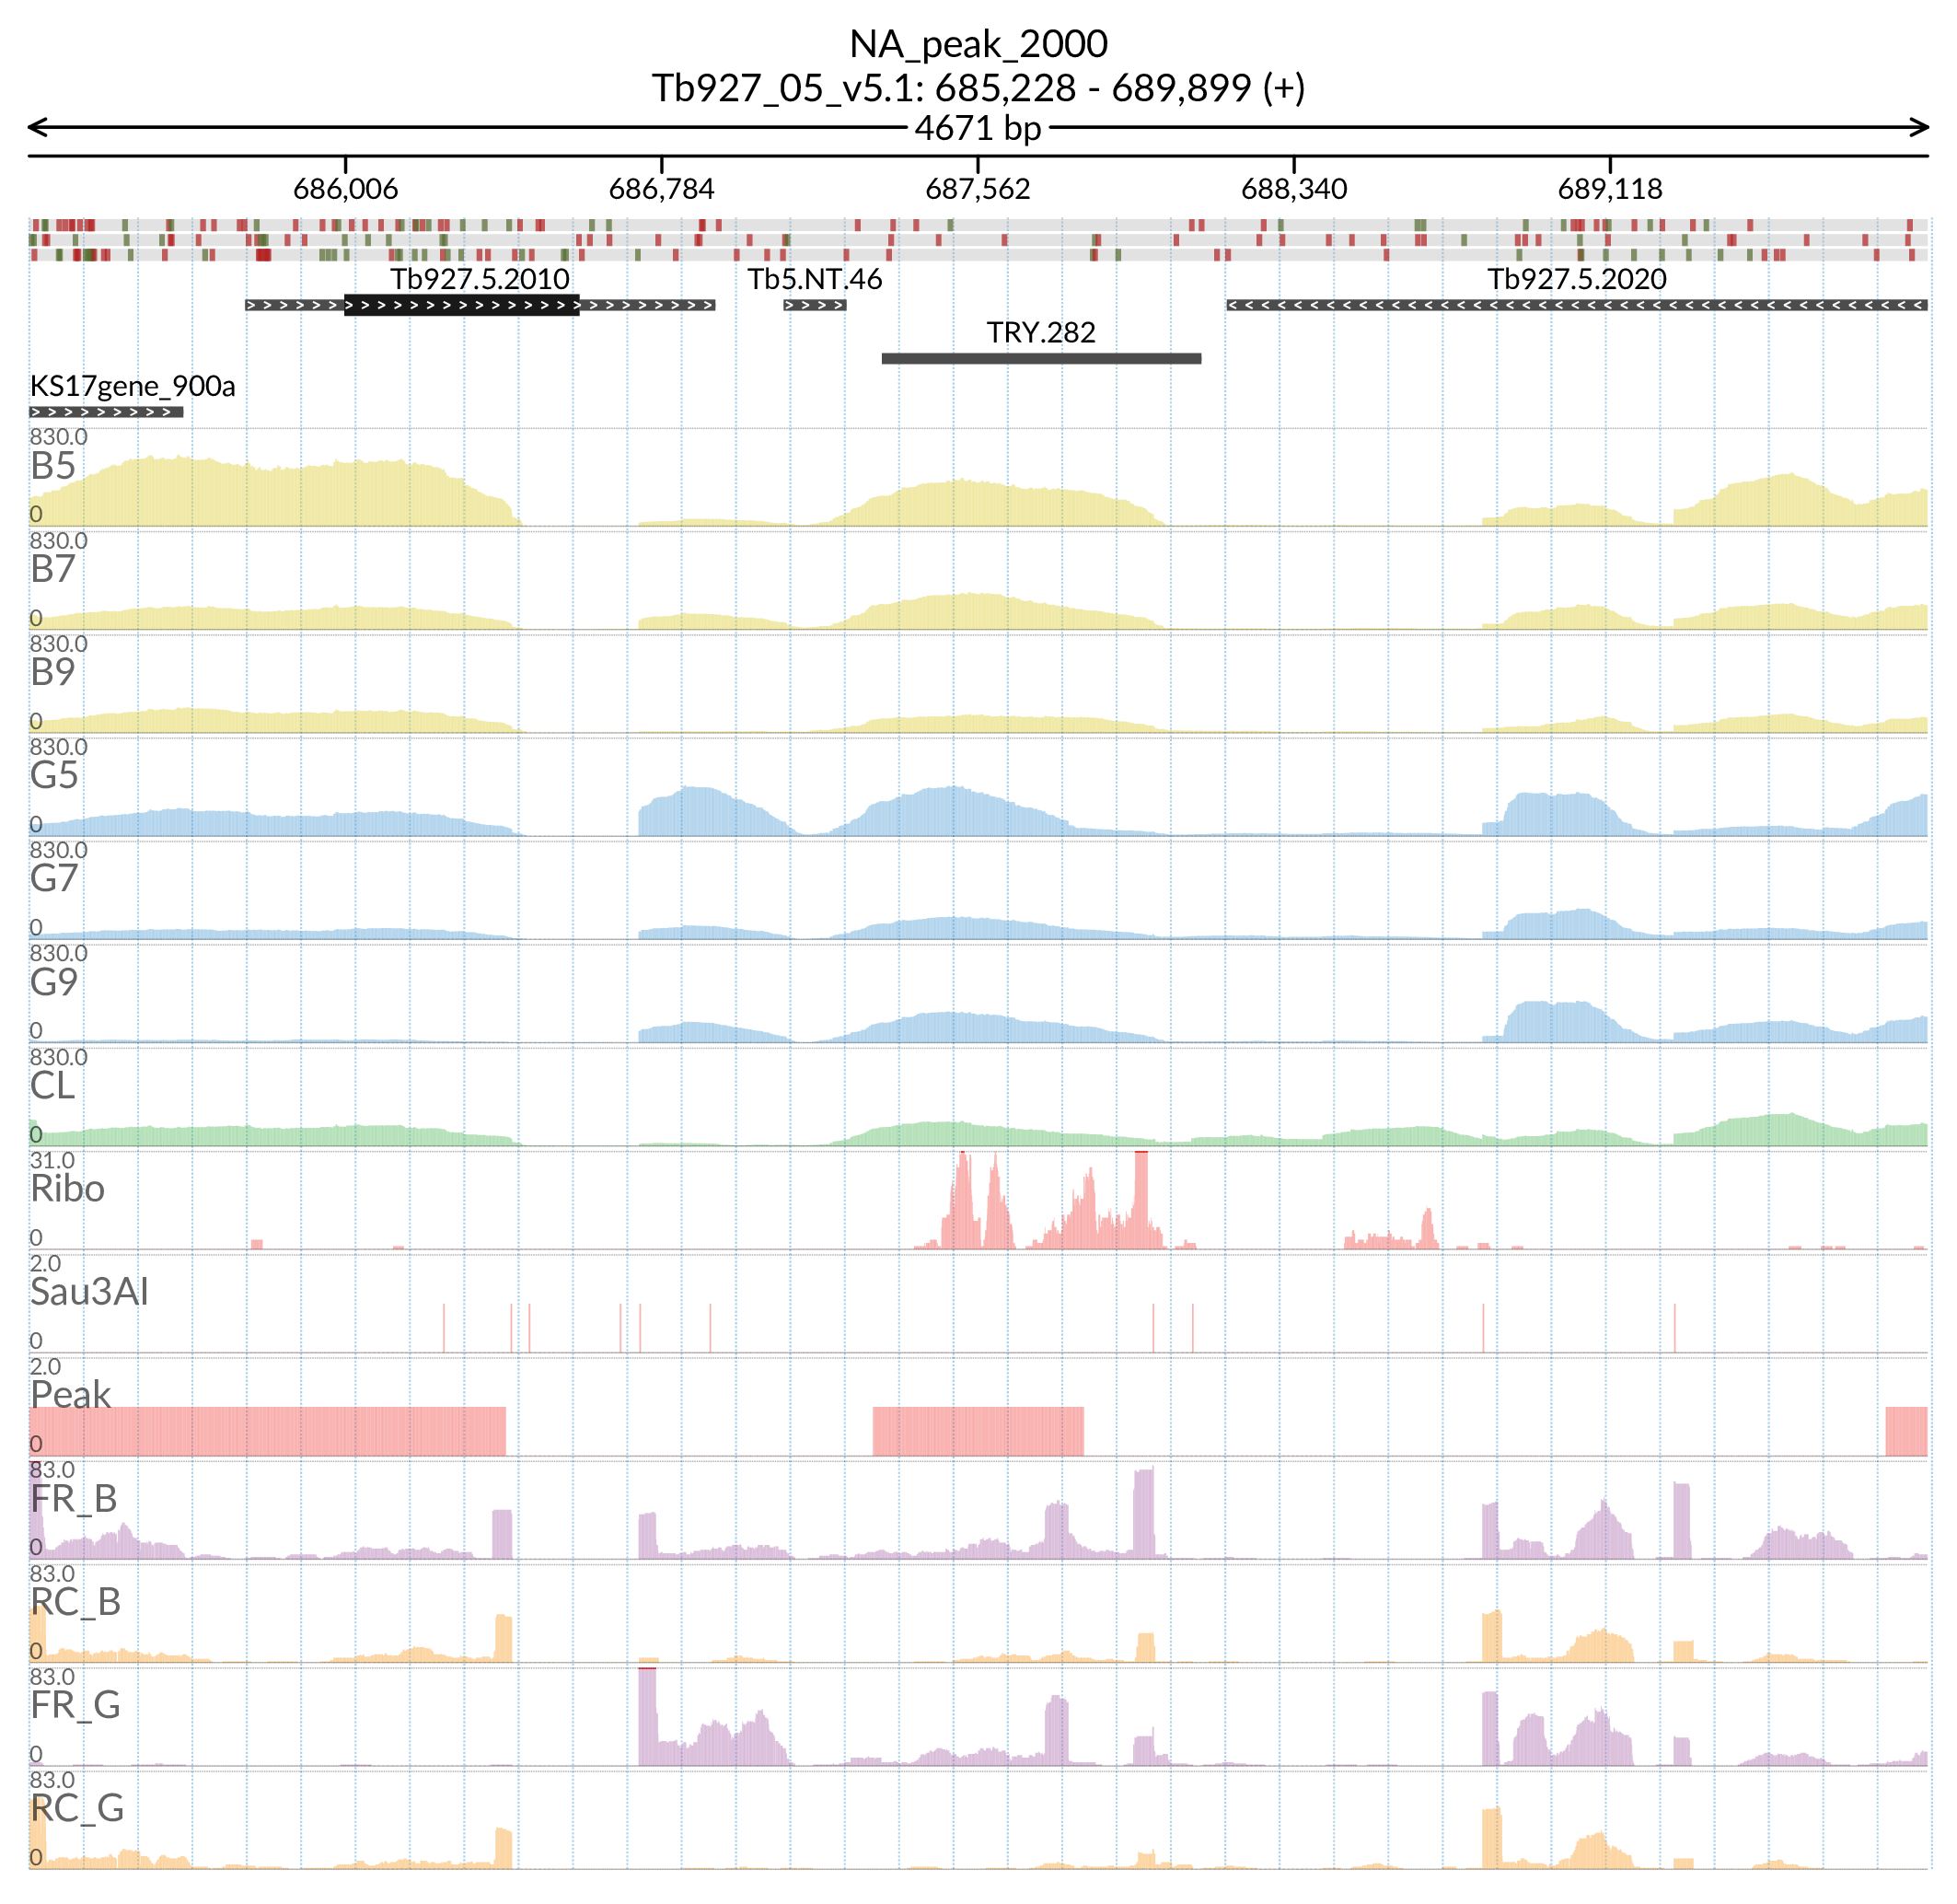 NA_peak_2000
Tb927_05_v5.1: 685,228 - 689,899 (+)
4671 bp
686,006 686,784 687,562 688,340 689,118
Tb927.5.2010 Tb5.NT.46 Tb927.5.2020
TRY.282
KS17gene_900a
830.0
B5
0
830.0
B7
0
830.0
B9
0
830.0
G5
0
830.0
G7
0
830.0
G9
0
830.0
CL
0
31.0
Ribo
0
2.0
Sau3AI
0
2.0
Peak
0
83.0
FR_B
0
83.0
RC_B
0
83.0
FR_G
0
83.0
RC_G
0